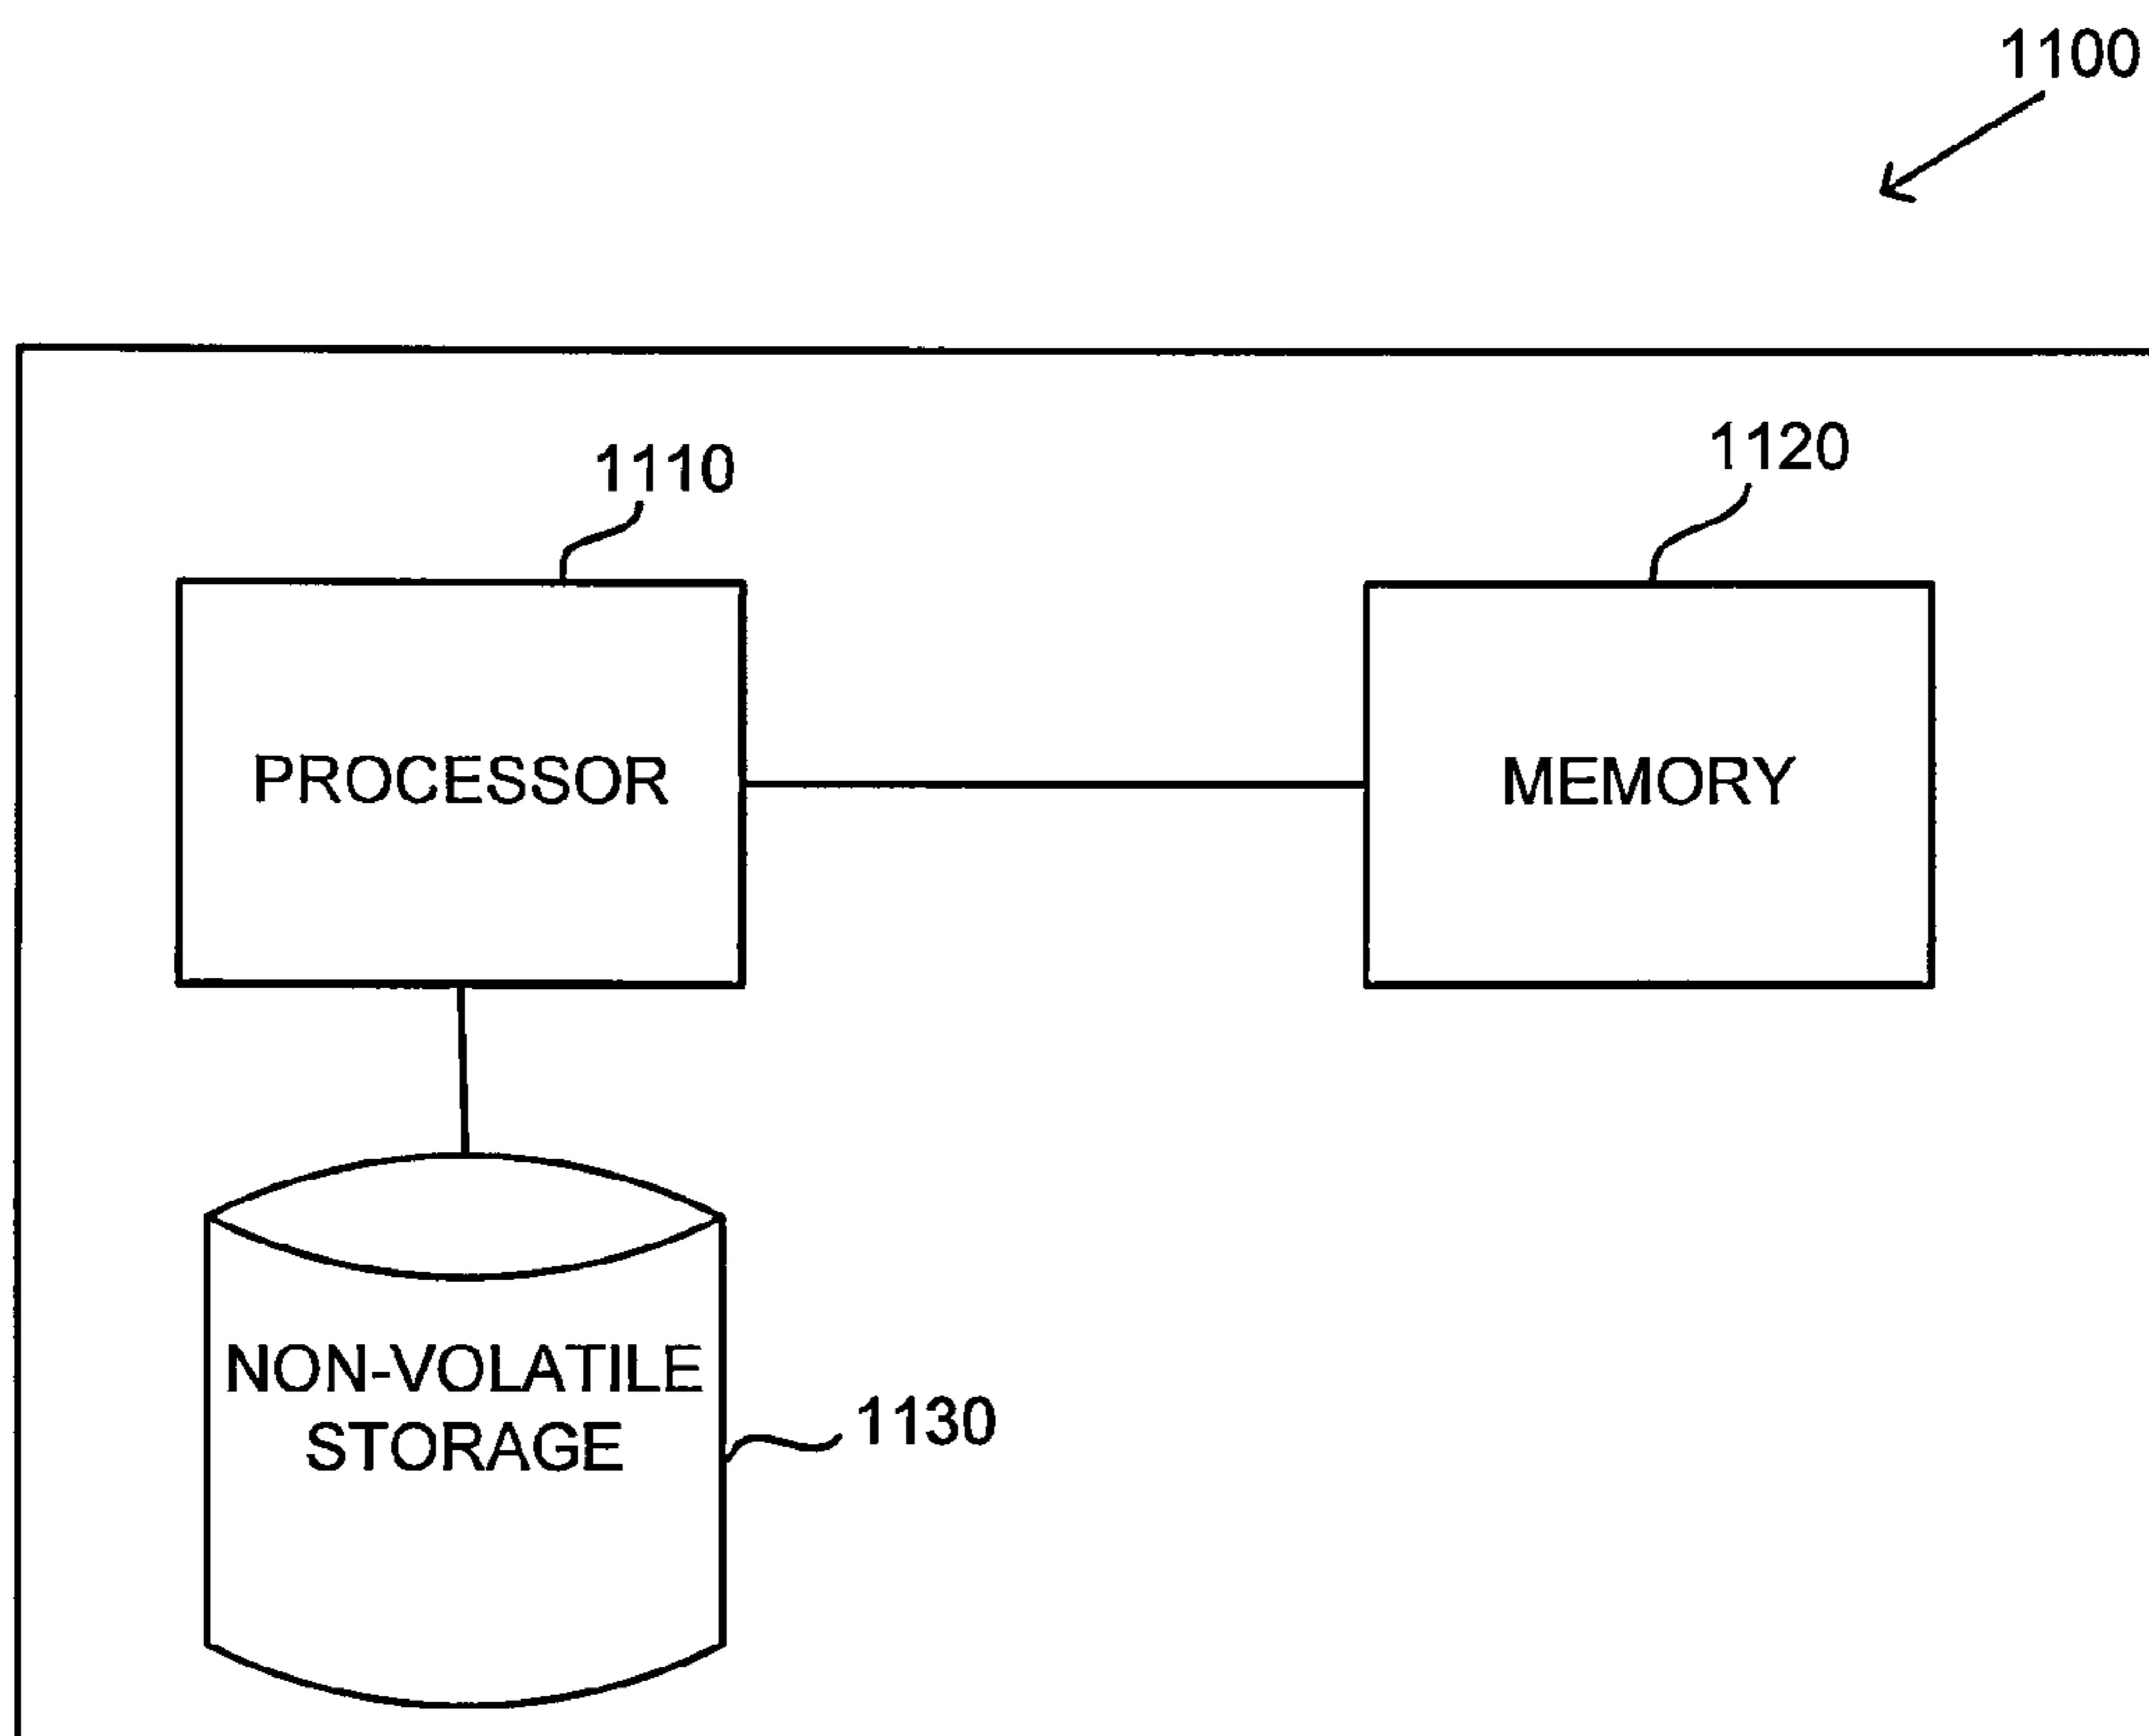 1100
1110
1120
PROCESSOR
MEMORY
NON-VOLATILE
STORAGE
1130